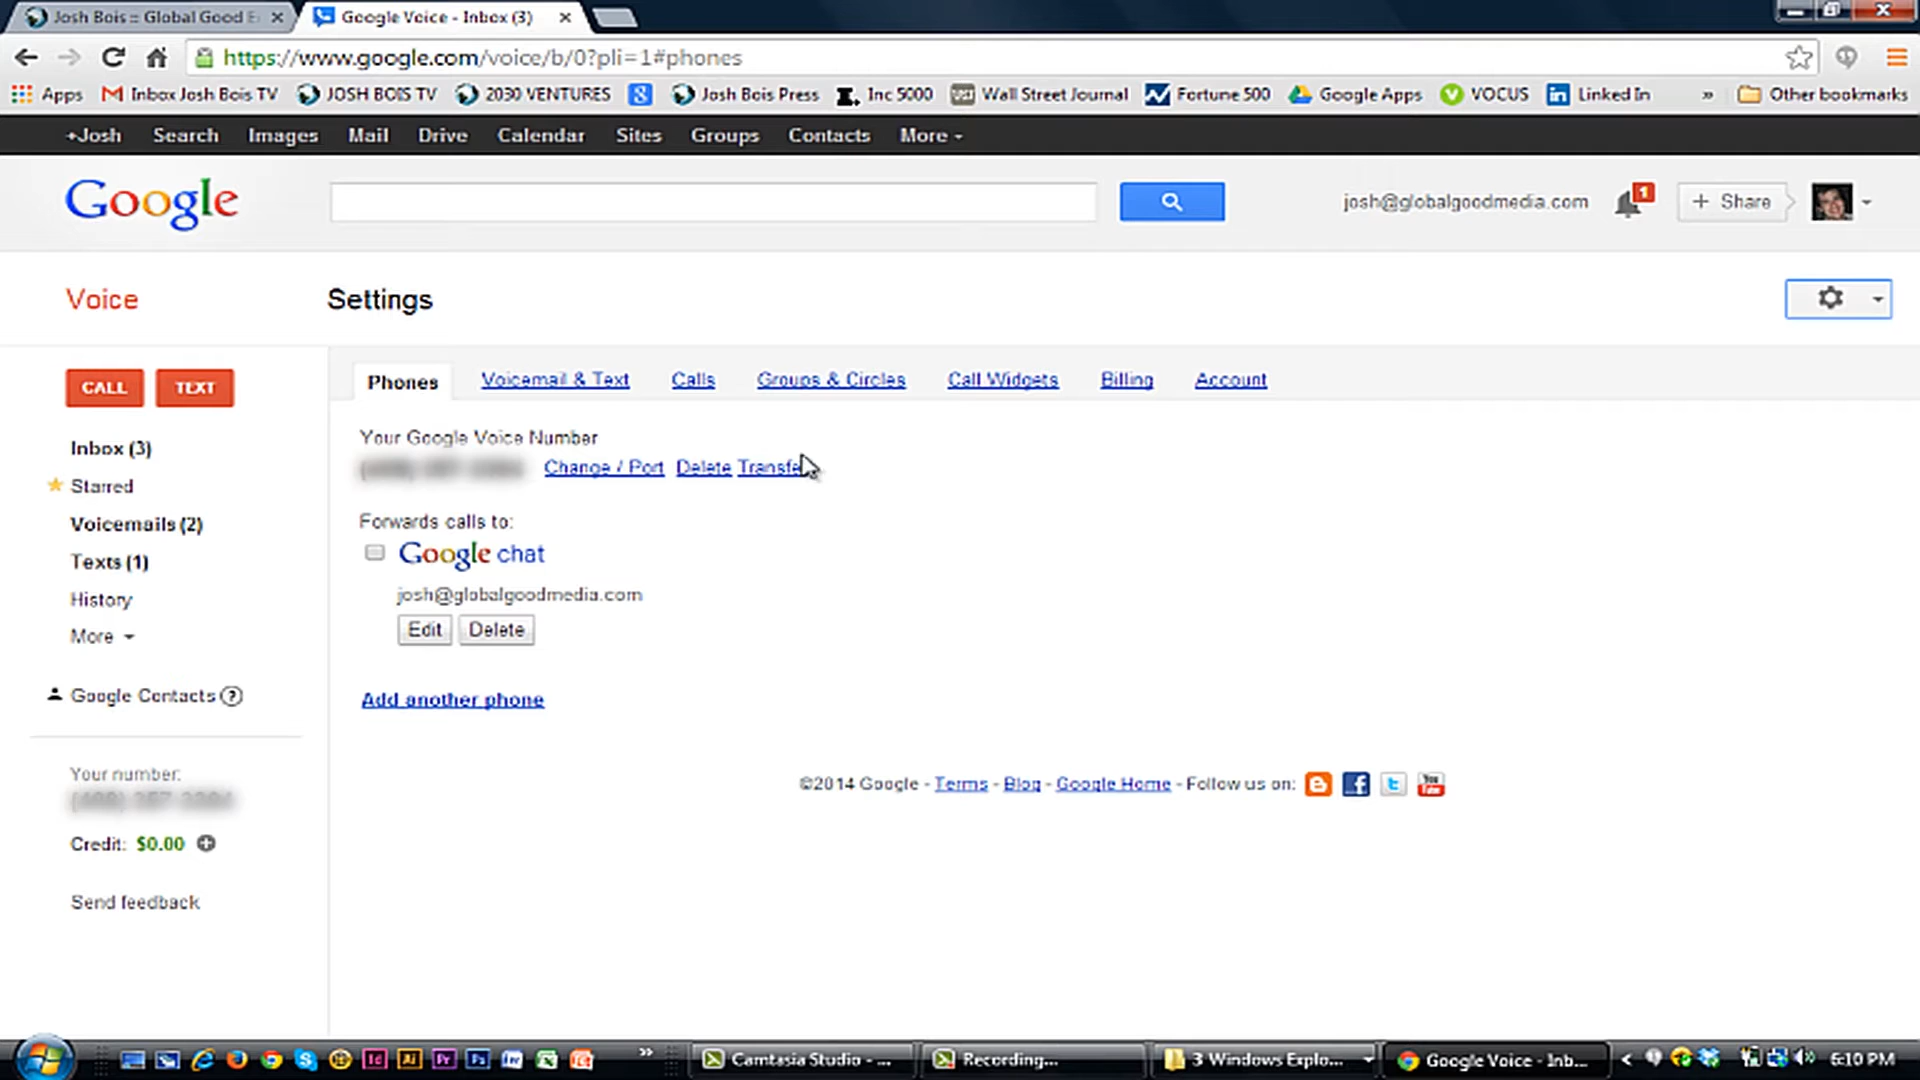 Josh Bois :: Global Good E
Google Voice - Inbox (3)
https://www.google.com/voice/b/0?pli=1#phones
Apps
Inbox Josh Bois TV
JOSH BOIS TV
2030 VENTURES
Josh Bois Press
Inc 5000
Wall Street Journal
Fortune 500
Google Apps
VOCUS
Linked In
»
Other bookmarks
+Josh Search Images Mail Drive Calendar Sites Groups Contacts More
Google
josh@globalgoodmedia.com
1
+ Share
Voice
Settings
CALL
TEXT
Phones
Voicemail & Text
Calls
Groups & Circles
Call Widgets
Billing
Account
Your Google Voice Number
Change / Port Delete Transfe
Forwards calls to:
Google chat
josh@globalgoodmedia.com
Edit Delete
Add another phone
Inbox (3)
Starred
Voicemails (2)
Texts (1)
History
More
Google Contacts ?
Your number:
Credit: $0.00
Send feedback
©2014 Google - Terms - Blog - Google Home - Follow us on:
You Tube
Id Ai Pr Ps
»
Camtasia Studio - ...
Recording...
3 Windows Explo...
Google Voice - Inb...
6:10 PM